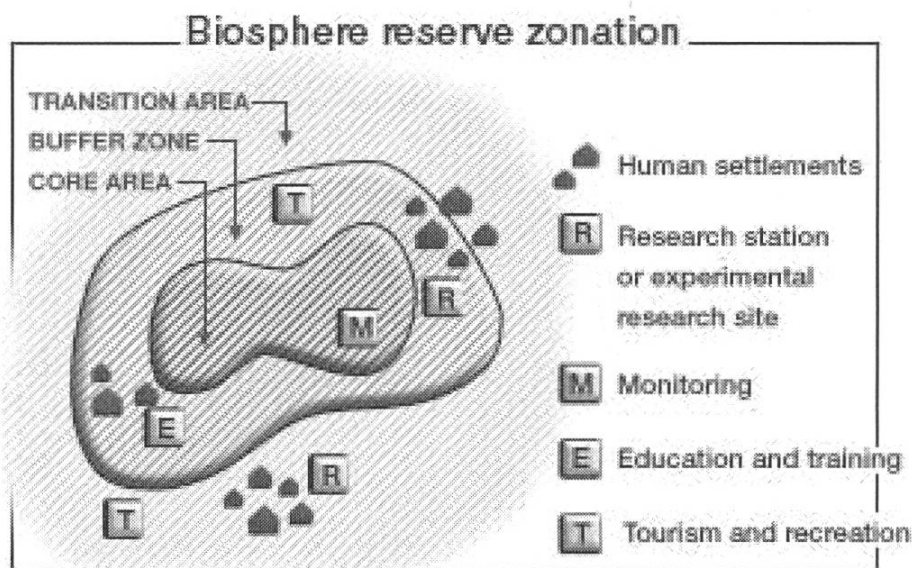 Biosphere reserve zonation
TRANSITION AREA
BUFFER ZONE
CORE AREA
T
R
M
E
R
T
Human settlements
R Research station
or experimental
research site
M Monitoring
E Education and training
T Tourism and recreation